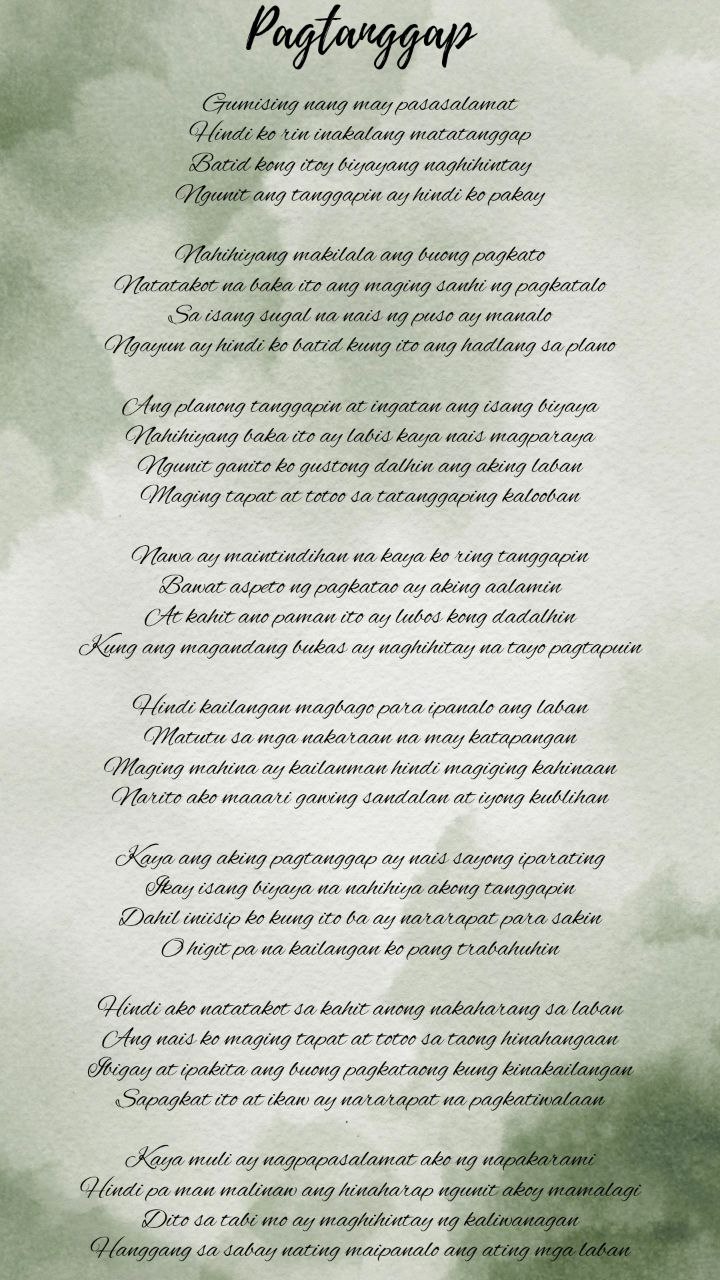 Pagtanggap
Gumising nang may pasasalamat
Hindi ko rin inakalang matatanggap
Batid kong itoy biyayang naghihintay
Ngunit ang tanggapin ay hindi ko pakay
Nahihiyang makilala ang buong pagkato
Natatakot na baka ito ang maging sanhi ng pagkatalo
Sa isang sugal na nais ng puso ay manalo
Ngayun ay hindi ko batid kung ito ang hadlang sa plano
Ang planong tanggapin at ingatan ang isang biyaya
Nahihiyang baka ito ay labis kaya nais magparaya
Ngunit ganito ko gustong dalhin ang aking laban
Maging tapat at totoo sa tatanggaping kalooban
Nawa ay maintindihan na kaya ko ring tanggapin
Bawat aspeto ng pagkatao ay aking aalamin
At kahit ano paman ito ay lubos kong dadalhin
Kung ang magandang bukas ay naghihitay na tayo pagtapuin
Hindi kailangan magbago para ipanalo ang laban
Matutu sa mga nakaraan na may katapangan
Maging mahina ay kailanman hindi magiging kahinaan
Narito ako maaari gawing sandalan at iyong kublihan
Kaya ang aking pagtanggap ay nais sayong iparating
Ikay isang biyaya na nahihiya akong tanggapin
Dahil iniisip ko kung ito ba ay nararapat para sakin
O higit pa na kailangan ko pang trabahuhin
Hindi ako natatakot sa kahit anong nakaharang sa laban
Ang nais ko maging tapat at totoo sa taong hinahangaan
Ibigay at ipakita ang buong pagkataong kung kinakailangan
Sapagkat ito at ikaw ay nararapat na pagkatiwalaan
Kaya muli ay nagpapasalamat ako ng napakarami
Hindi pa man malinaw ang hinaharap ngunit akoy mamalagi
Dito sa tabi mo ay maghihintay ng kaliwanagan
Hanggang sa sabay nating maipanalo ang ating mga laban